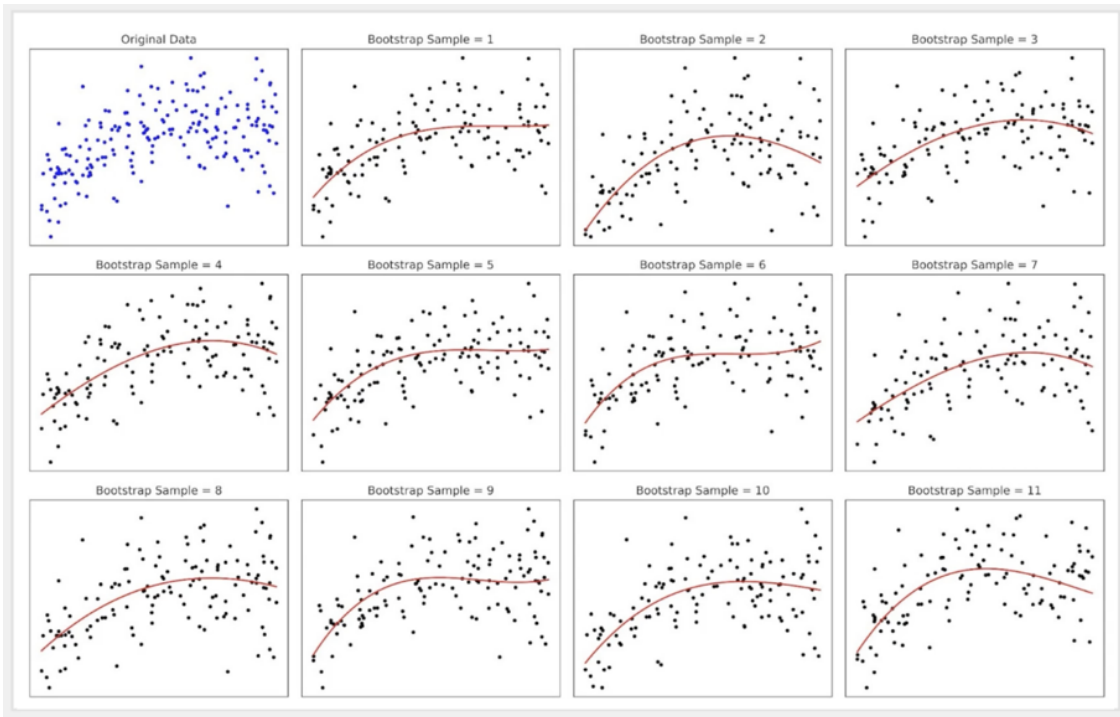 Original Data
Bootstrap Sample = 1
Bootstrap Sample = 2
Bootstrap Sample = 3
Bootstrap Sample = 4
Bootstrap Sample = 5
Bootstrap Sample = 6
Bootstrap Sample = 7
Bootstrap Sample = 8
Bootstrap Sample = 9
Bootstrap Sample = 10
Bootstrap Sample = 11